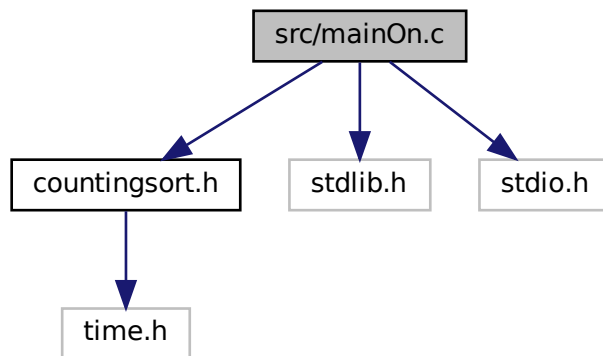 src/mainOn.c
countingsort.h
stdlib.h
stdio.h
time.h